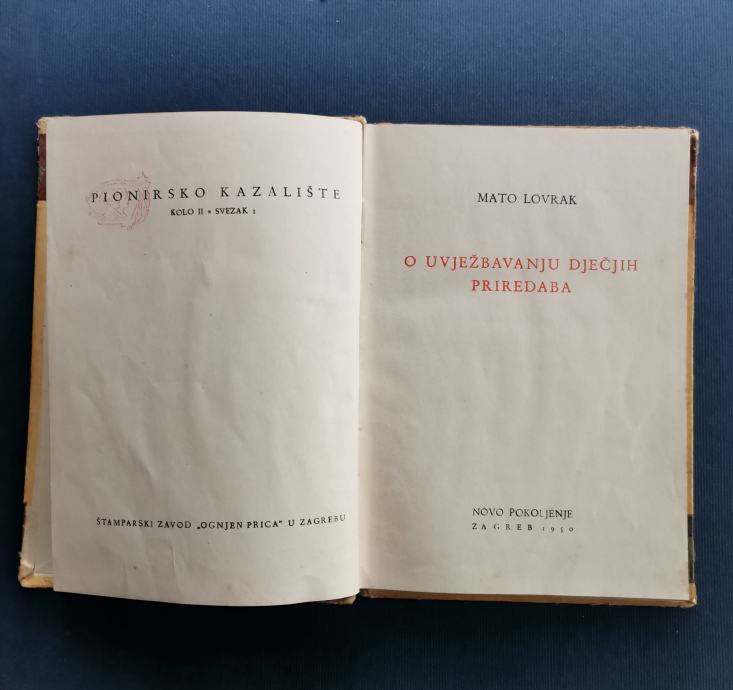 PIONIRSKO KAZALIŠTE
KOLO II * SVEZAK 1
ŠTAMPARSKI ZAVOD „OGNJEN PRICA“ U ZAGREBU
MATO LOVRAK
O UVJEŽBAVANJU DJEČJIH
PRIREDABA
NOVO POKOLJENJE
ZAGREB 1950